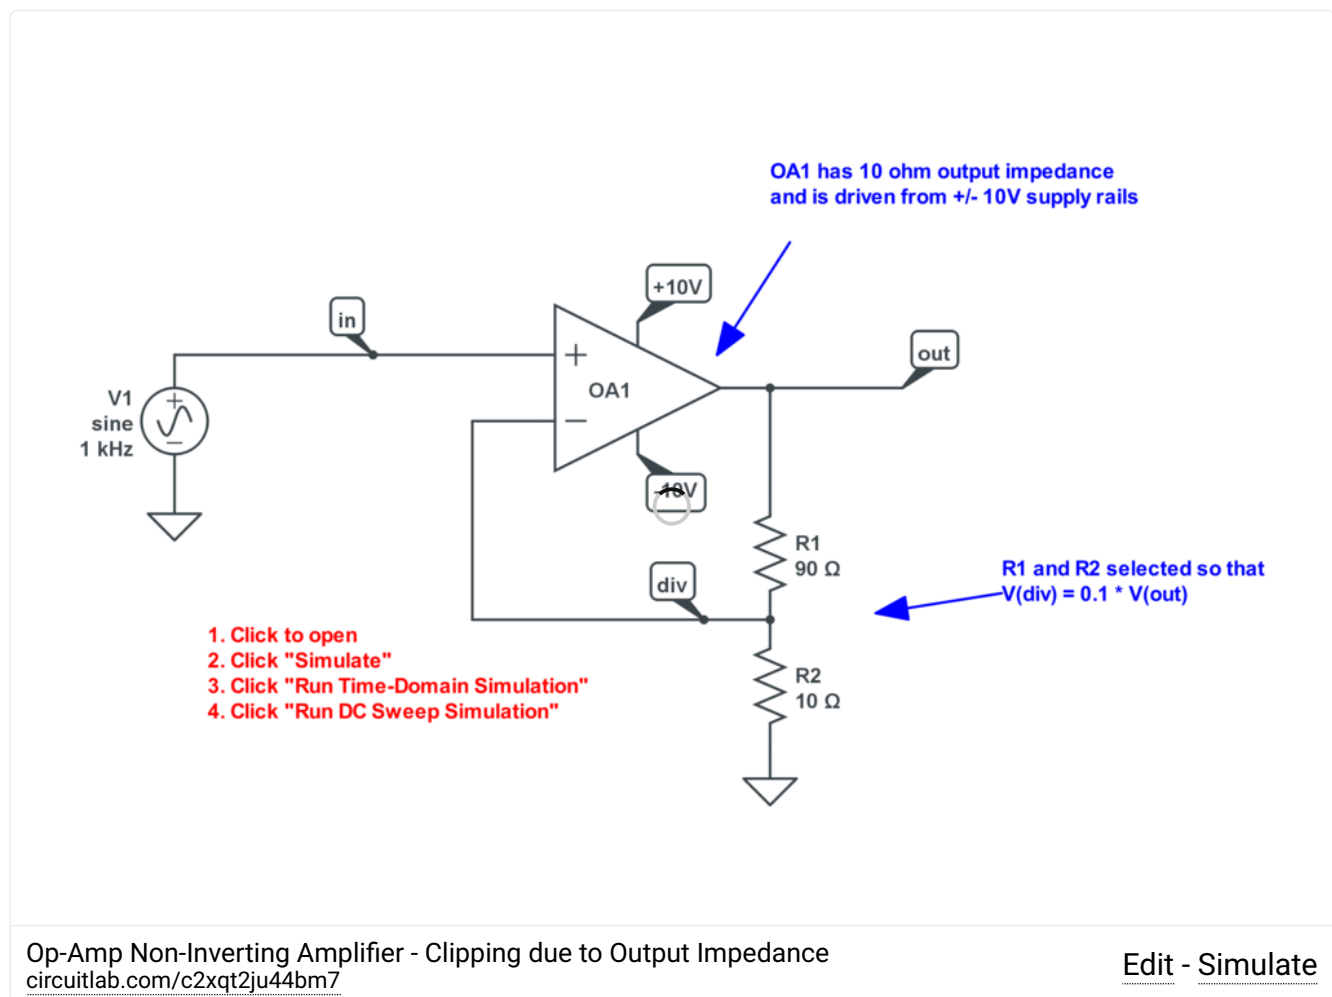 OA1 has 10 ohm output impedance
and is driven from +/- 10V supply rails
+10V
in
out
+
OA1
−
V1
sine
1 kHz
+
−
-10V
R1
90 Ω
div
R1 and R2 selected so that
V(div) = 0.1 * V(out)
1. Click to open
2. Click "Simulate"
3. Click "Run Time-Domain Simulation"
4. Click "Run DC Sweep Simulation"
R2
10 Ω
Op-Amp Non-Inverting Amplifier - Clipping due to Output Impedance
circuitlab.com/c2xqt2ju44bm7
Edit - Simulate